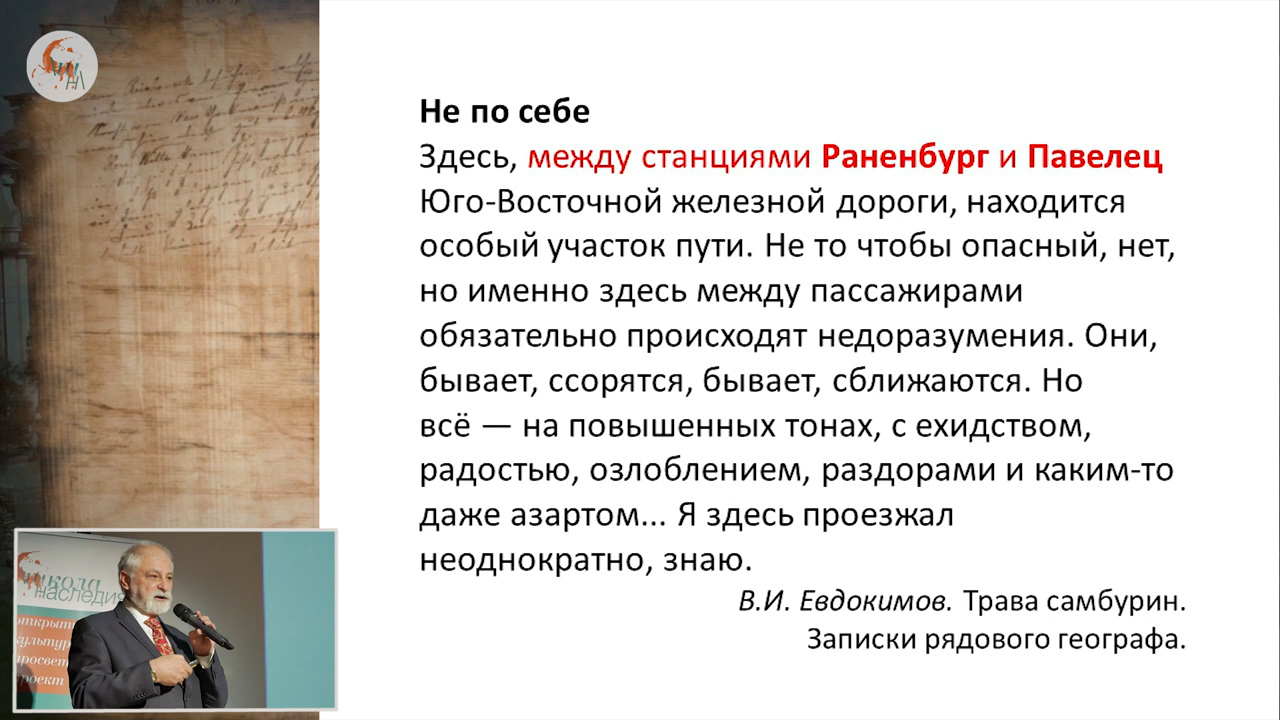 Не по себе
Здесь, между станциями Раненбург и Павелец
Юго-Восточной железной дороги, находится
особый участок пути. Не то чтобы опасный, нет,
но именно здесь между пассажирами
обязательно происходят недоразумения. Они,
бывает, ссорятся, бывает, сближаются. Но
всё — на повышенных тонах, с ехидством,
радостью, озлоблением, раздорами и каким-то
даже азартом... Я здесь проезжал
неоднократно, знаю.
В.И. Евдокимов. Трава самбурин.
Записки рядового географа.
школа
наследия